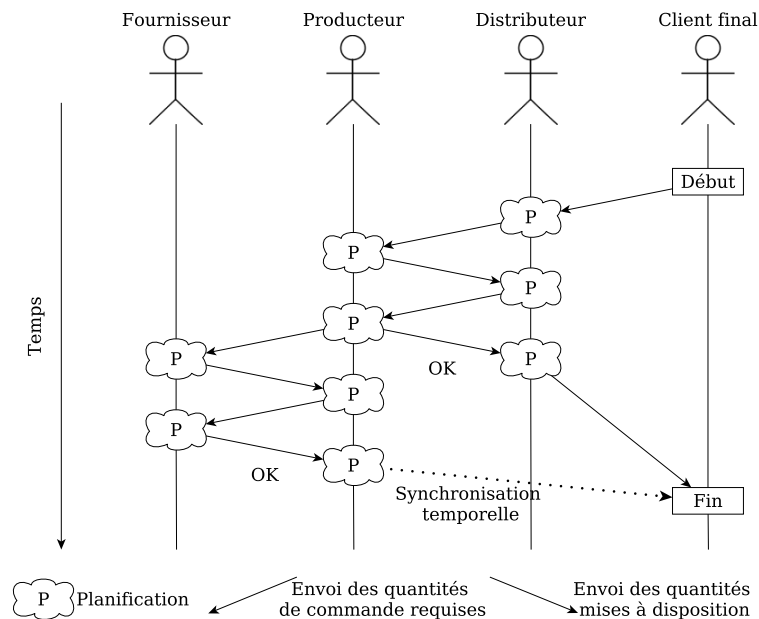 Fournisseur
Producteur
Distributeur
Client final
Début
P
P
P
P
P
P
P
OK
Temps
P
P
P
OK
Synchronisation
temporelle
Fin
P
Planification
Envoi des quantités
de commande requises
Envoi des quantités
mises à disposition